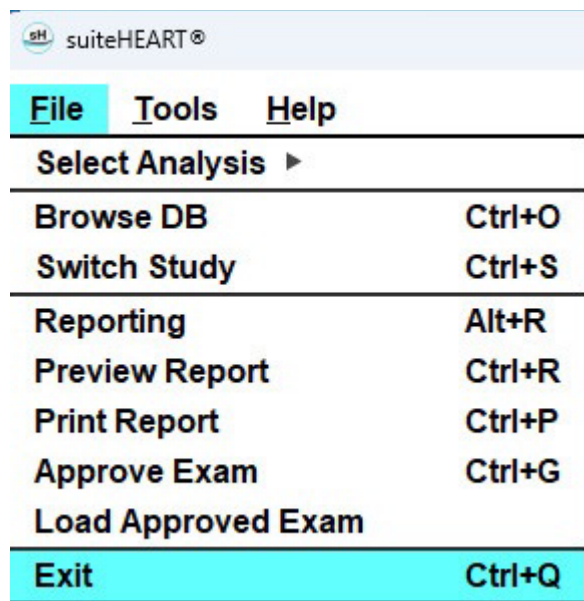 sH suiteHEART®
File Tools Help
Select Analysis ▶
Browse DB Ctrl+O
Switch Study Ctrl+S
Reporting Alt+R
Preview Report Ctrl+R
Print Report Ctrl+P
Approve Exam Ctrl+G
Load Approved Exam
Exit Ctrl+Q